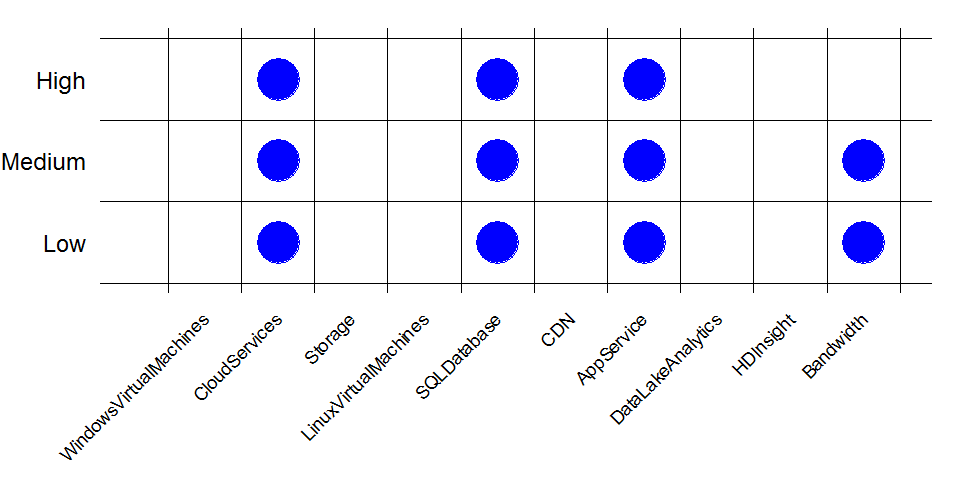 High
Medium
Low
WindowsVirtualMachines
CloudServices
Storage
LinuxVirtualMachines
SQLDatabase
CDN
AppService
DataLakeAnalytics
HDInsight
Bandwidth